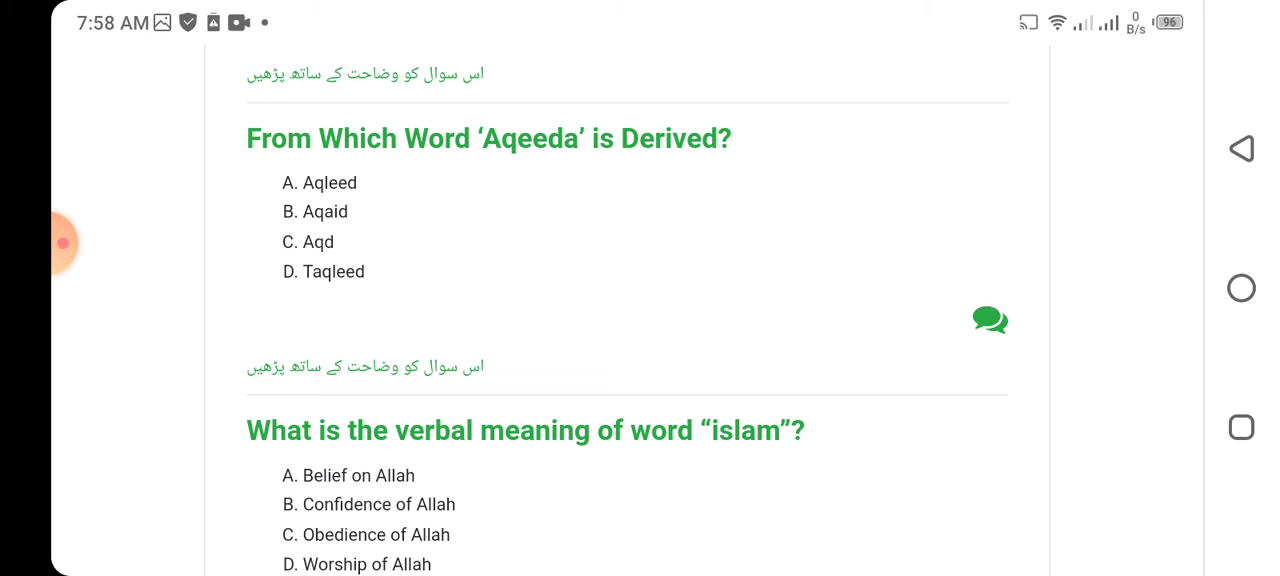 7:58 AM
0
B/s
96
اس سوال کو وضاحت کے ساتھ پڑھیں
From Which Word ‘Aqeeda’ is Derived?
A. Aqleed
B. Aqaid
C. Aqd
D. Taqleed
اس سوال کو وضاحت کے ساتھ پڑھیں
What is the verbal meaning of word “islam”?
A. Belief on Allah
B. Confidence of Allah
C. Obedience of Allah
D. Worship of Allah